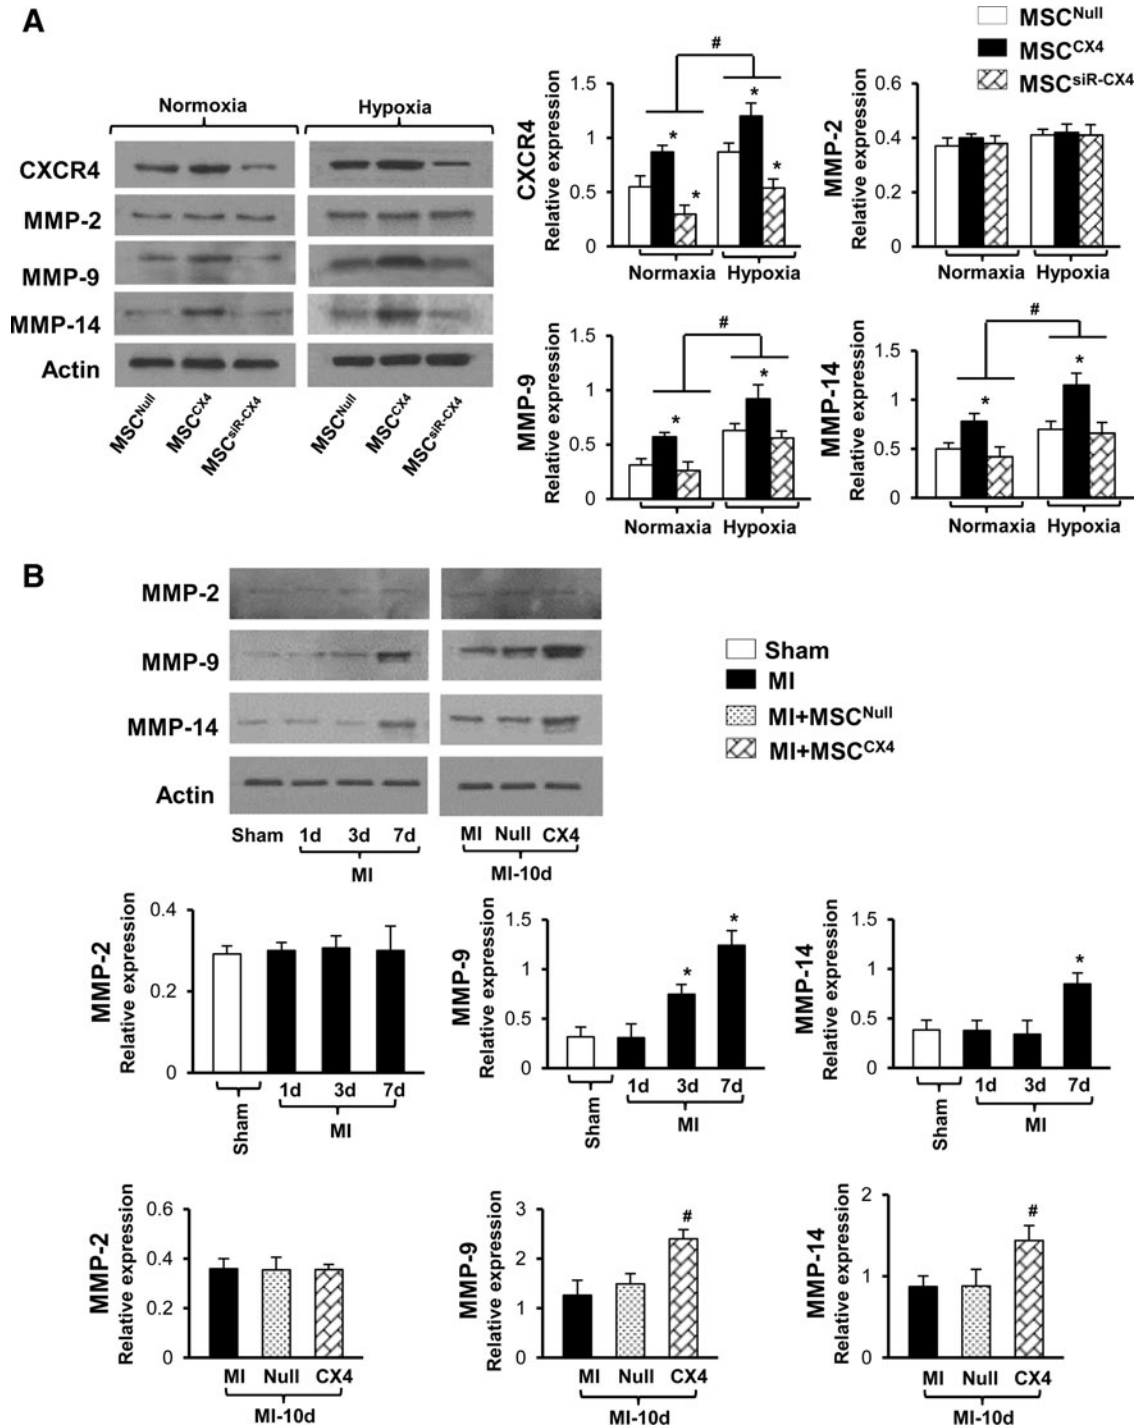 A
Normoxia Hypoxia
CXCR4
MMP-2
MMP-9
MMP-14
Actin
MSCNull MSCCX4 MSCsiR-CX4 MSCNull MSCCX4 MSCsiR-CX4
MSCNull
MSCCX4
MSCsiR-CX4
CXCR4
Relative expression
1.5
1
0.5
0
#
* * * *
Normaxia Hypoxia
MMP-2
Relative expression
0.6
0.4
0.2
0
Normaxia Hypoxia
MMP-9
Relative expression
1.5
1
0.5
0
#
* *
Normaxia Hypoxia
MMP-14
Relative expression
1.5
1
0.5
0
#
* *
Normaxia Hypoxia
B
MMP-2
MMP-9
MMP-14
Actin
Sham 1d 3d 7d MI Null CX4
MI MI-10d
Sham
MI
MI+MSCNull
MI+MSCCX4
MMP-2
Relative expression
0.4
0.2
0
Sham 1d 3d 7d
MI
MMP-9
Relative expression
1.5
1
0.5
0
* *
Sham 1d 3d 7d
MI
MMP-14
Relative expression
1.5
1
0.5
0
*
Sham 1d 3d 7d
MI
MMP-2
Relative expression
0.6
0.4
0.2
0
MI Null CX4
MI-10d
MMP-9
Relative expression
3
2
1
0
#
MI Null CX4
MI-10d
MMP-14
Relative expression
2
1
0
#
MI Null CX4
MI-10d